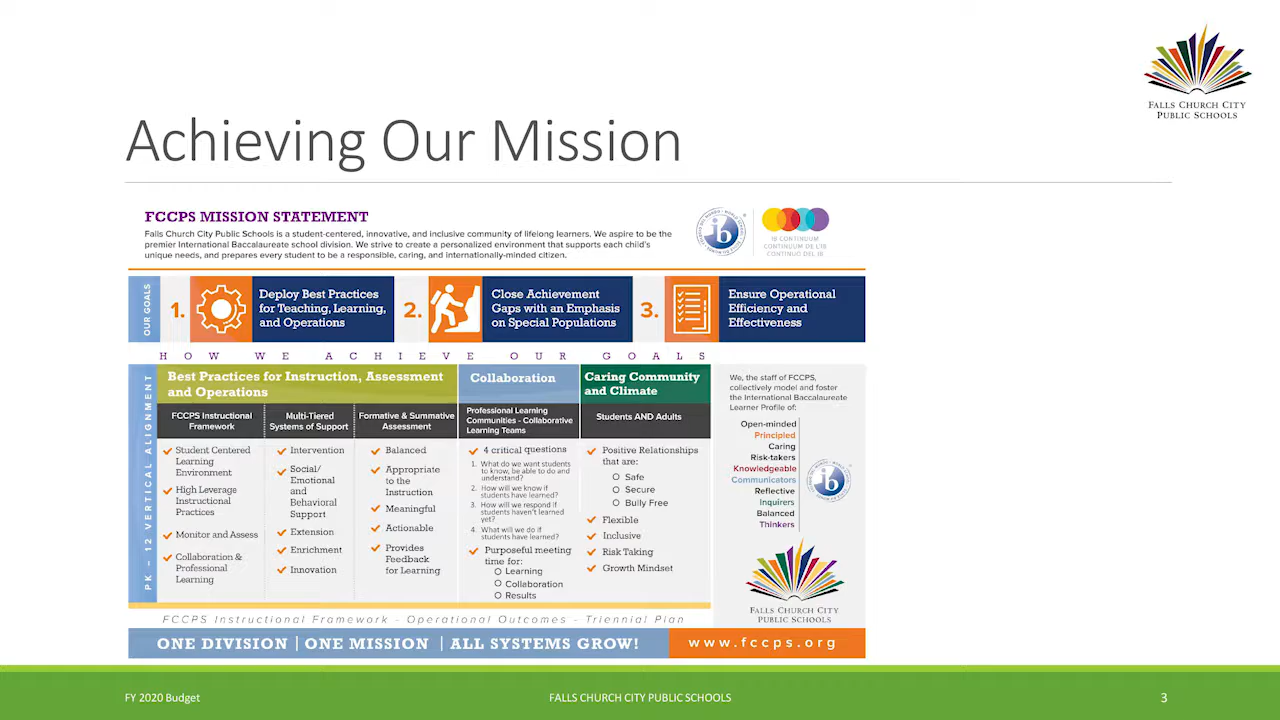 FALLS CHURCH CITY
PUBLIC SCHOOLS
Achieving Our Mission
FCCPS MISSION STATEMENT
Falls Church City Public Schools is a student-centered, innovative, and inclusive community of lifelong learners. We aspire to be the
premier International Baccalaureate school division. We strive to create a personalized environment that supports each child's
unique needs, and prepares every student to be a responsible, caring, and internationally-minded citizen.
ib
IB CONTINUUM
CONTINUUM DE L'IB
CONTINUO DEL IB
OUR GOALS
1.
Deploy Best Practices
for Teaching, Learning,
and Operations
2.
Close Achievement
Gaps with an Emphasis
on Special Populations
3.
Ensure Operational
Efficiency and
Effectiveness
HOW WE ACHIEVE OUR GOALS
PK – 12 VERTICAL ALIGNMENT
Best Practices for Instruction, Assessment
and Operations
FCCPS Instructional
Framework
Student Centered
Learning
Environment
High Leverage
Instructional
Practices
Monitor and Assess
Collaboration &
Professional
Learning
Multi-Tiered
Systems of Support
Intervention
Social/
Emotional
and
Behavioral
Support
Extension
Enrichment
Innovation
Formative & Summative
Assessment
Balanced
Appropriate
to the
Instruction
Meaningful
Actionable
Provides
Feedback
for Learning
Collaboration
Professional Learning
Communities - Collaborative
Learning Teams
4 critical questions
1. What do we want students
to know, be able to do and
understand?
2. How will we know if
students have learned?
3. How will we respond if
students haven't learned
yet?
4. What will we do if
students have learned?
Purposeful meeting
time for:
Learning
Collaboration
Results
Caring Community
and Climate
Students AND Adults
Positive Relationships
that are:
Safe
Secure
Bully Free
Flexible
Inclusive
Risk Taking
Growth Mindset
We, the staff of FCCPS,
collectively model and foster
the International Baccalaureate
Learner Profile of:
Open-minded
Principled
Caring
Risk-takers
Knowledgeable
Communicators
Reflective
Inquirers
Balanced
Thinkers
ib
FALLS CHURCH CITY
PUBLIC SCHOOLS
FCCPS Instructional Framework - Operational Outcomes - Triennial Plan
ONE DIVISION | ONE MISSION | ALL SYSTEMS GROW!
www.fccps.org
FY 2020 Budget
FALLS CHURCH CITY PUBLIC SCHOOLS
3